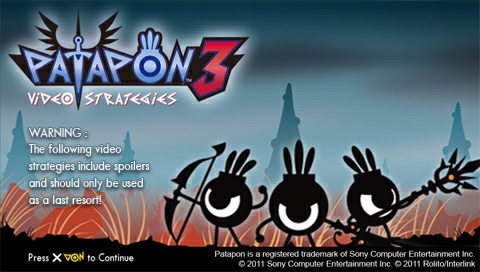 PATAPON 3
TM
VIDEO STRATEGIES
WARNING :
The following video
strategies include spoilers
and should only be used
as a last resort!
Press X DON to Continue
Patapon is a registered trademark of Sony Computer Entertainment Inc.
© 2011 Sony Computer Entertainment Inc. © 2011 Rolito/Interlink